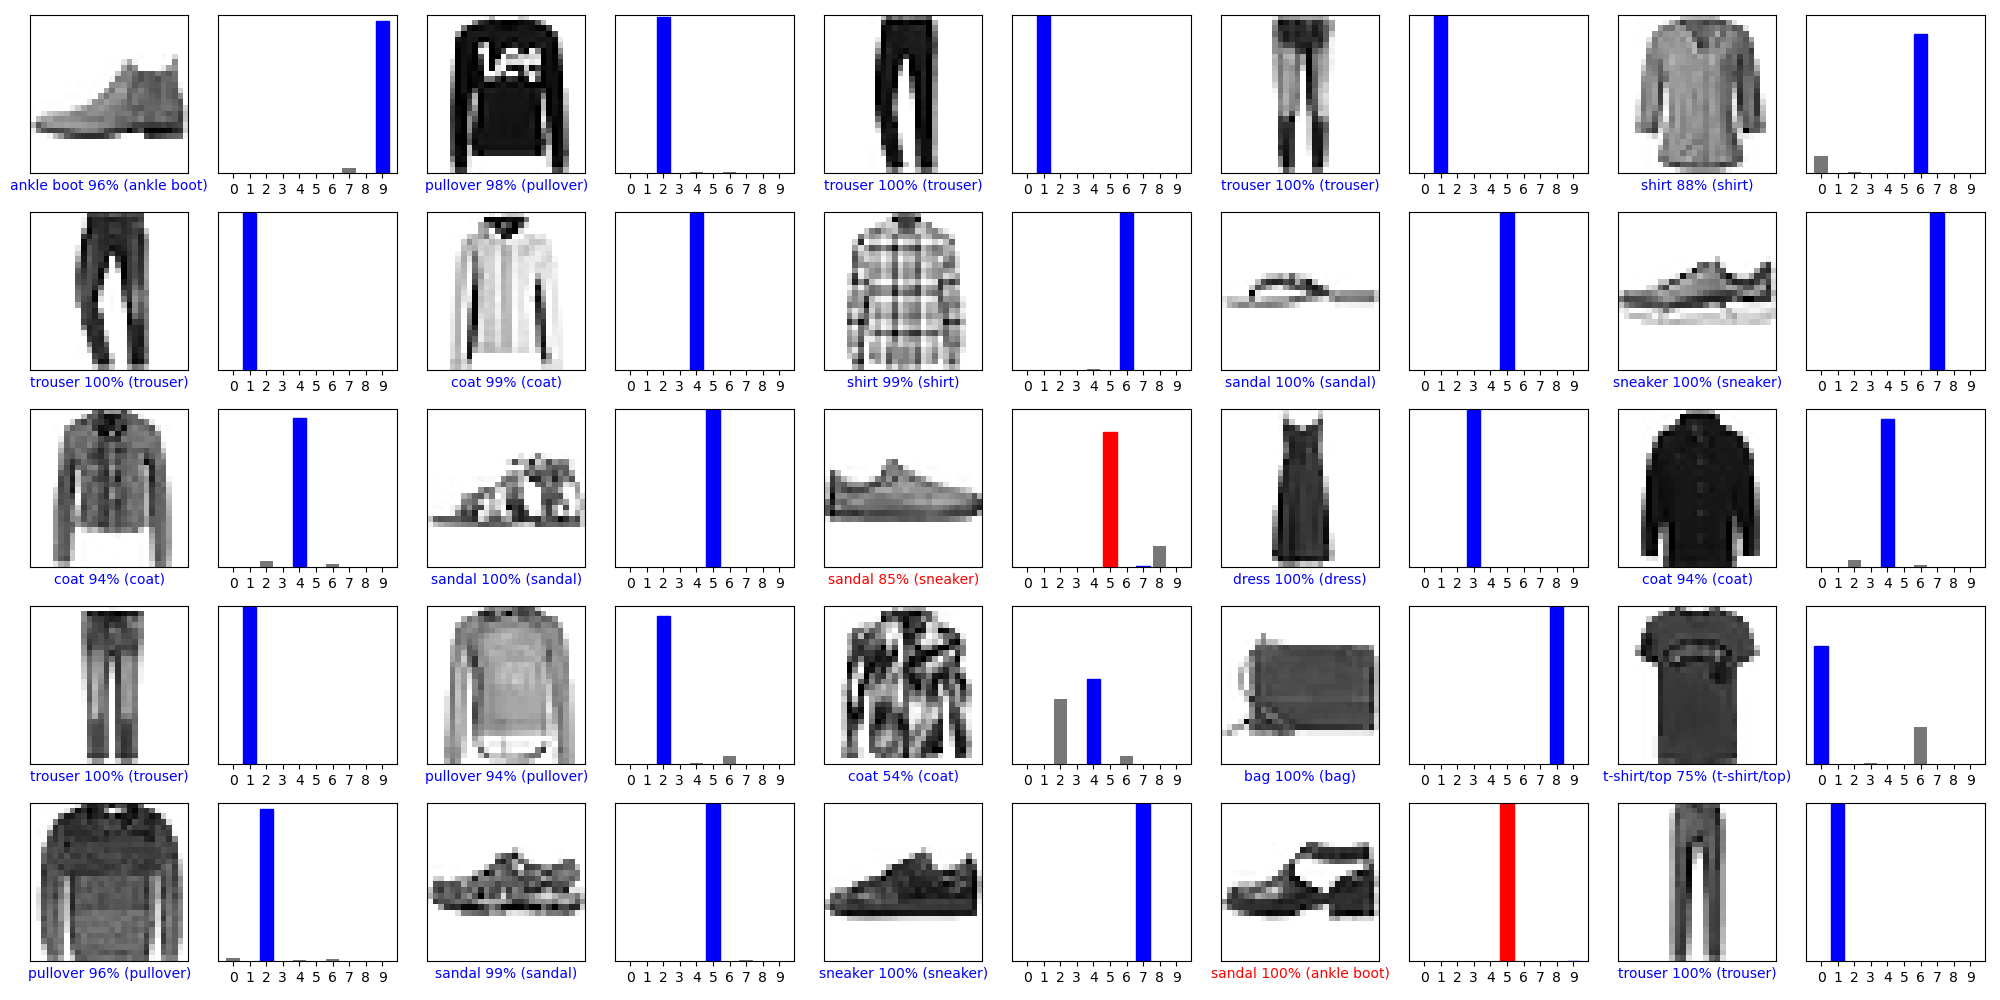 Lee
0 1 2 3 4 5 6 7 8 9 0 1 2 3 4 5 6 7 8 9 0 1 2 3 4 5 6 7 8 9 0 1 2 3 4 5 6 7 8 9 0 1 2 3 4 5 6 7 8 9
ankle boot 96% (ankle boot) pullover 98% (pullover) trouser 100% (trouser) trouser 100% (trouser) shirt 88% (shirt)
0 1 2 3 4 5 6 7 8 9 0 1 2 3 4 5 6 7 8 9 0 1 2 3 4 5 6 7 8 9 0 1 2 3 4 5 6 7 8 9 0 1 2 3 4 5 6 7 8 9
trouser 100% (trouser) coat 99% (coat) shirt 99% (shirt) sandal 100% (sandal) sneaker 100% (sneaker)
0 1 2 3 4 5 6 7 8 9 0 1 2 3 4 5 6 7 8 9 0 1 2 3 4 5 6 7 8 9 0 1 2 3 4 5 6 7 8 9 0 1 2 3 4 5 6 7 8 9
coat 94% (coat) sandal 100% (sandal) sandal 85% (sneaker) dress 100% (dress) coat 94% (coat)
0 1 2 3 4 5 6 7 8 9 0 1 2 3 4 5 6 7 8 9 0 1 2 3 4 5 6 7 8 9 0 1 2 3 4 5 6 7 8 9 0 1 2 3 4 5 6 7 8 9
trouser 100% (trouser) pullover 94% (pullover) coat 54% (coat) bag 100% (bag) t-shirt/top 75% (t-shirt/top)
0 1 2 3 4 5 6 7 8 9 0 1 2 3 4 5 6 7 8 9 0 1 2 3 4 5 6 7 8 9 0 1 2 3 4 5 6 7 8 9 0 1 2 3 4 5 6 7 8 9
pullover 96% (pullover) sandal 99% (sandal) sneaker 100% (sneaker) sandal 100% (ankle boot) trouser 100% (trouser)